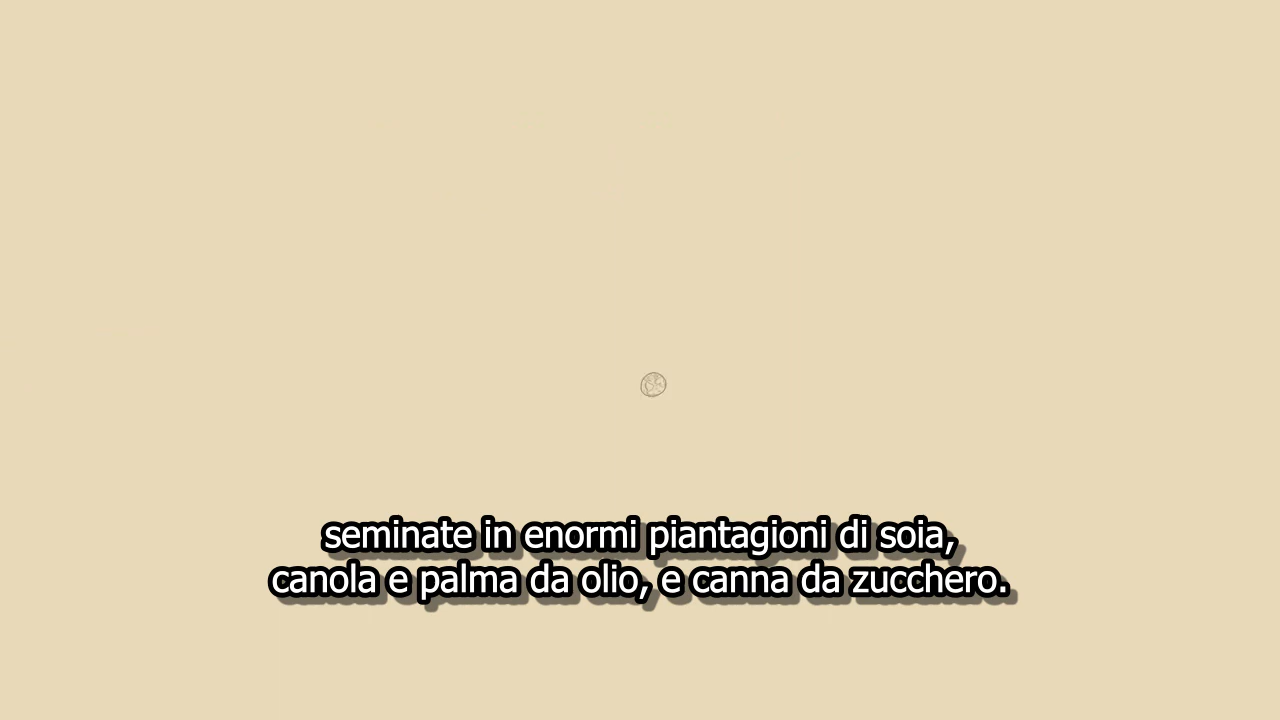 seminate in enormi piantagioni di soia,
canola e palma da olio, e canna da zucchero.